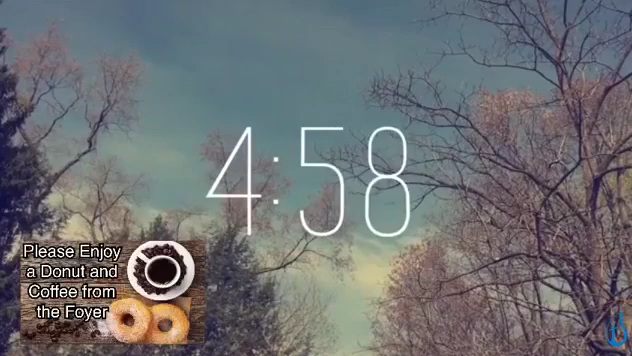 4:58
Please Enjoy
a Donut and
Coffee from
the Foyer